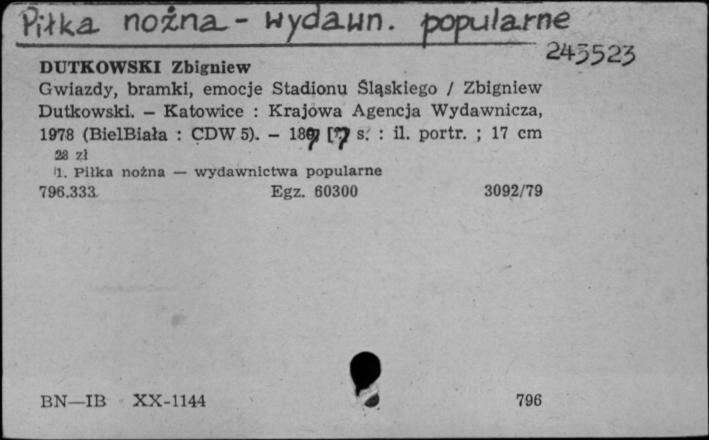 Piłka nożna - wydawn. popularne
243523
DUTKOWSKI Zbigniew
Gwiazdy, bramki, emocje Stadionu Śląskiego / Zbigniew
Dutkowski. — Katowice : Krajowa Agencja Wydawnicza,
1978 (BielBiała : CDW 5). — s. : il. portr. ; 17 cm
28 zł
1. Piłka nożna — wydawnictwa popularne
796.333 Egz. 60300 3092/79
BN—IB XX-1144 796